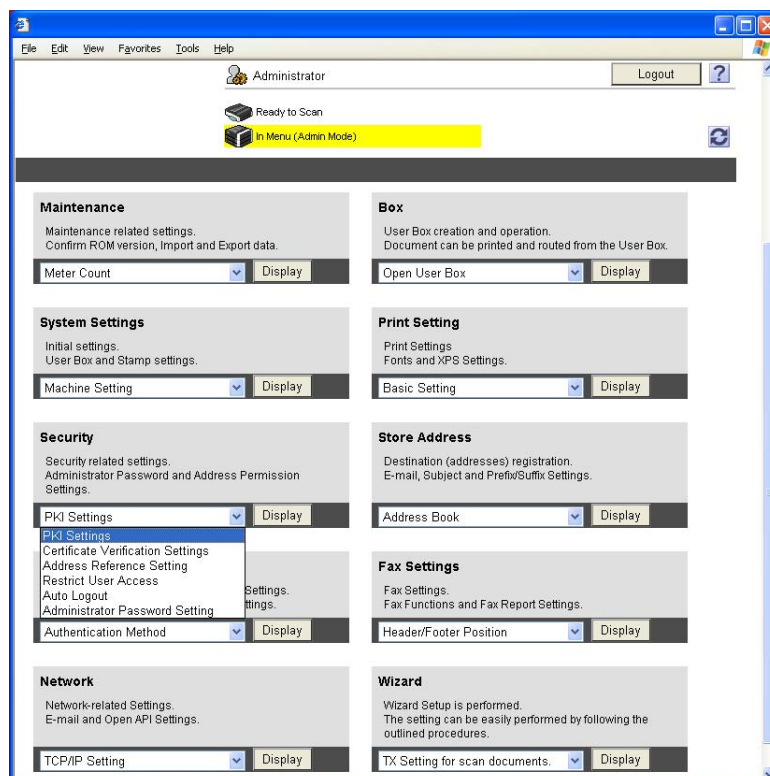 File Edit View Favorites Tools Help
Administrator
Logout
?
Ready to Scan
In Menu (Admin Mode)
Maintenance
Maintenance related settings.
Confirm ROM version, Import and Export data.
Meter Count
Display
Box
User Box creation and operation.
Document can be printed and routed from the User Box.
Open User Box
Display
System Settings
Initial settings.
User Box and Stamp settings.
Machine Setting
Display
Print Setting
Print Settings
Fonts and XPS Settings.
Basic Setting
Display
Security
Security related settings.
Administrator Password and Address Permission
Settings.
PKI Settings
Display
PKI Settings
Certificate Verification Settings
Address Reference Setting
Restrict User Access
Auto Logout
Administrator Password Setting
Store Address
Destination (addresses) registration.
E-mail, Subject and Prefix/Suffix Settings.
Address Book
Display
Settings.
ttings.
Authentication Method
Display
Fax Settings
Fax Settings.
Fax Functions and Fax Report Settings.
Header/Footer Position
Display
Network
Network-related Settings.
E-mail and Open API Settings.
TCP/IP Setting
Display
Wizard
Wizard Setup is performed.
The setting can be easily performed by following the
outlined procedures.
TX Setting for scan documents.
Display